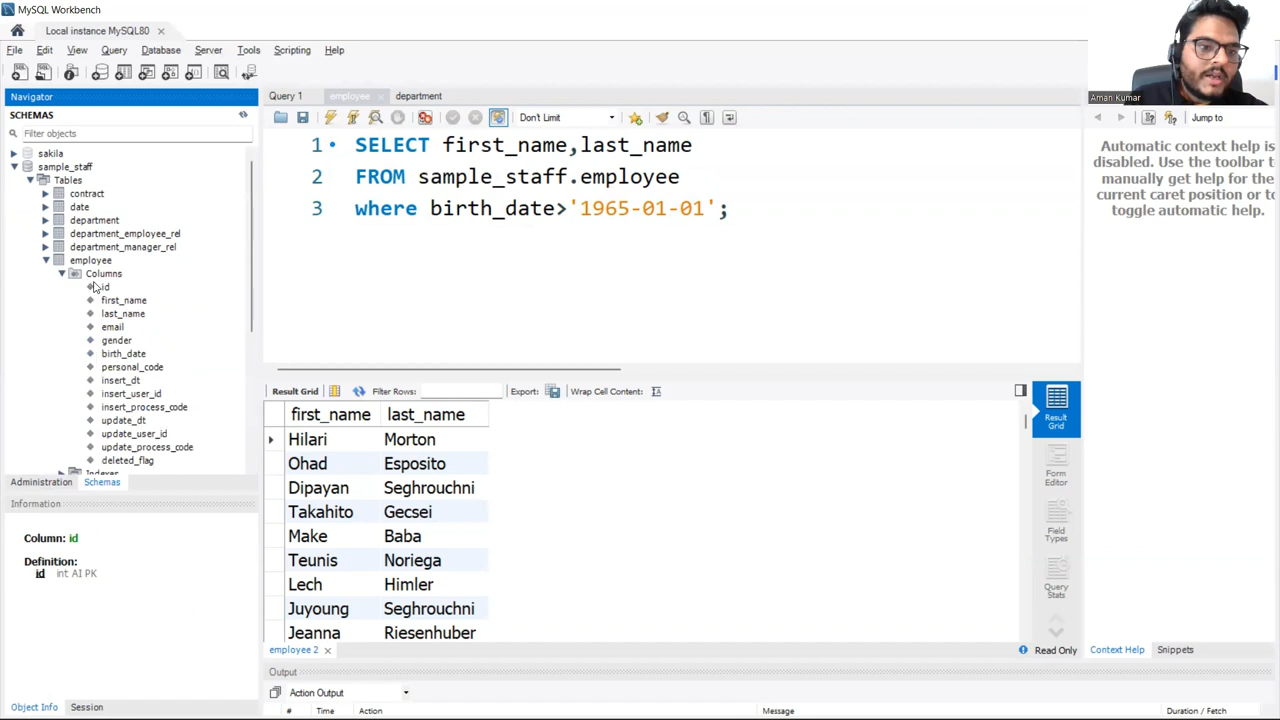 MySQL Workbench
Local instance MySQL80
File Edit View Query Database Server Tools Scripting Help
Navigator
SCHEMAS
Filter objects
sakila
sample_staff
Tables
contract
date
department
department_employee_rel
department_manager_rel
employee
Columns
id
first_name
last_name
email
gender
birth_date
personal_code
insert_dt
insert_user_id
insert_process_code
update_dt
update_user_id
update_process_code
deleted_flag
Indexes
Administration Schemas
Information
Column: id
Definition:
id int AI PK
Object Info Session
Query 1 employee department
Don't Limit
1 SELECT first_name,last_name
2 FROM sample_staff.employee
3 where birth_date>'1965-01-01';
Result Grid Filter Rows: Export: Wrap Cell Content:
first_name last_name
Hilari Morton
Ohad Esposito
Dipayan Seghrouchni
Takahito Gecsei
Make Baba
Teunis Noriega
Lech Himler
Juyoung Seghrouchni
Jeanna Riesenhuber
Result Grid
Form Editor
Field Types
Query Stats
employee 2 Read Only
Output
Action Output
# Time Action Message Duration / Fetch
Aman Kumar
Jump to
Automatic context help is
disabled. Use the toolbar t
manually get help for the
current caret position or to
toggle automatic help.
Context Help Snippets